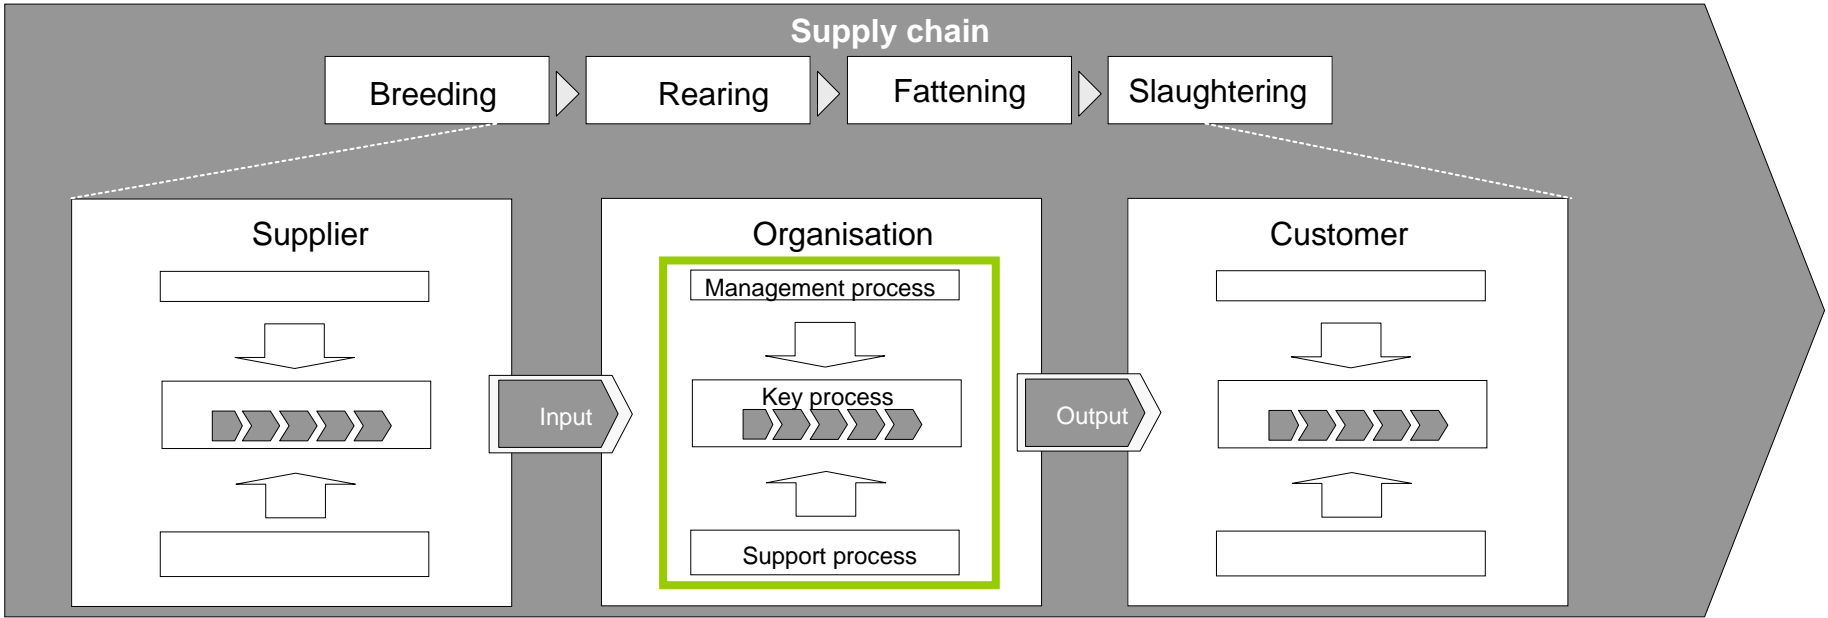 Supply chain
Breeding
Rearing
Fattening
Slaughtering
Supplier
Organisation
Customer
Management process
Key process
Input
Output
Support process